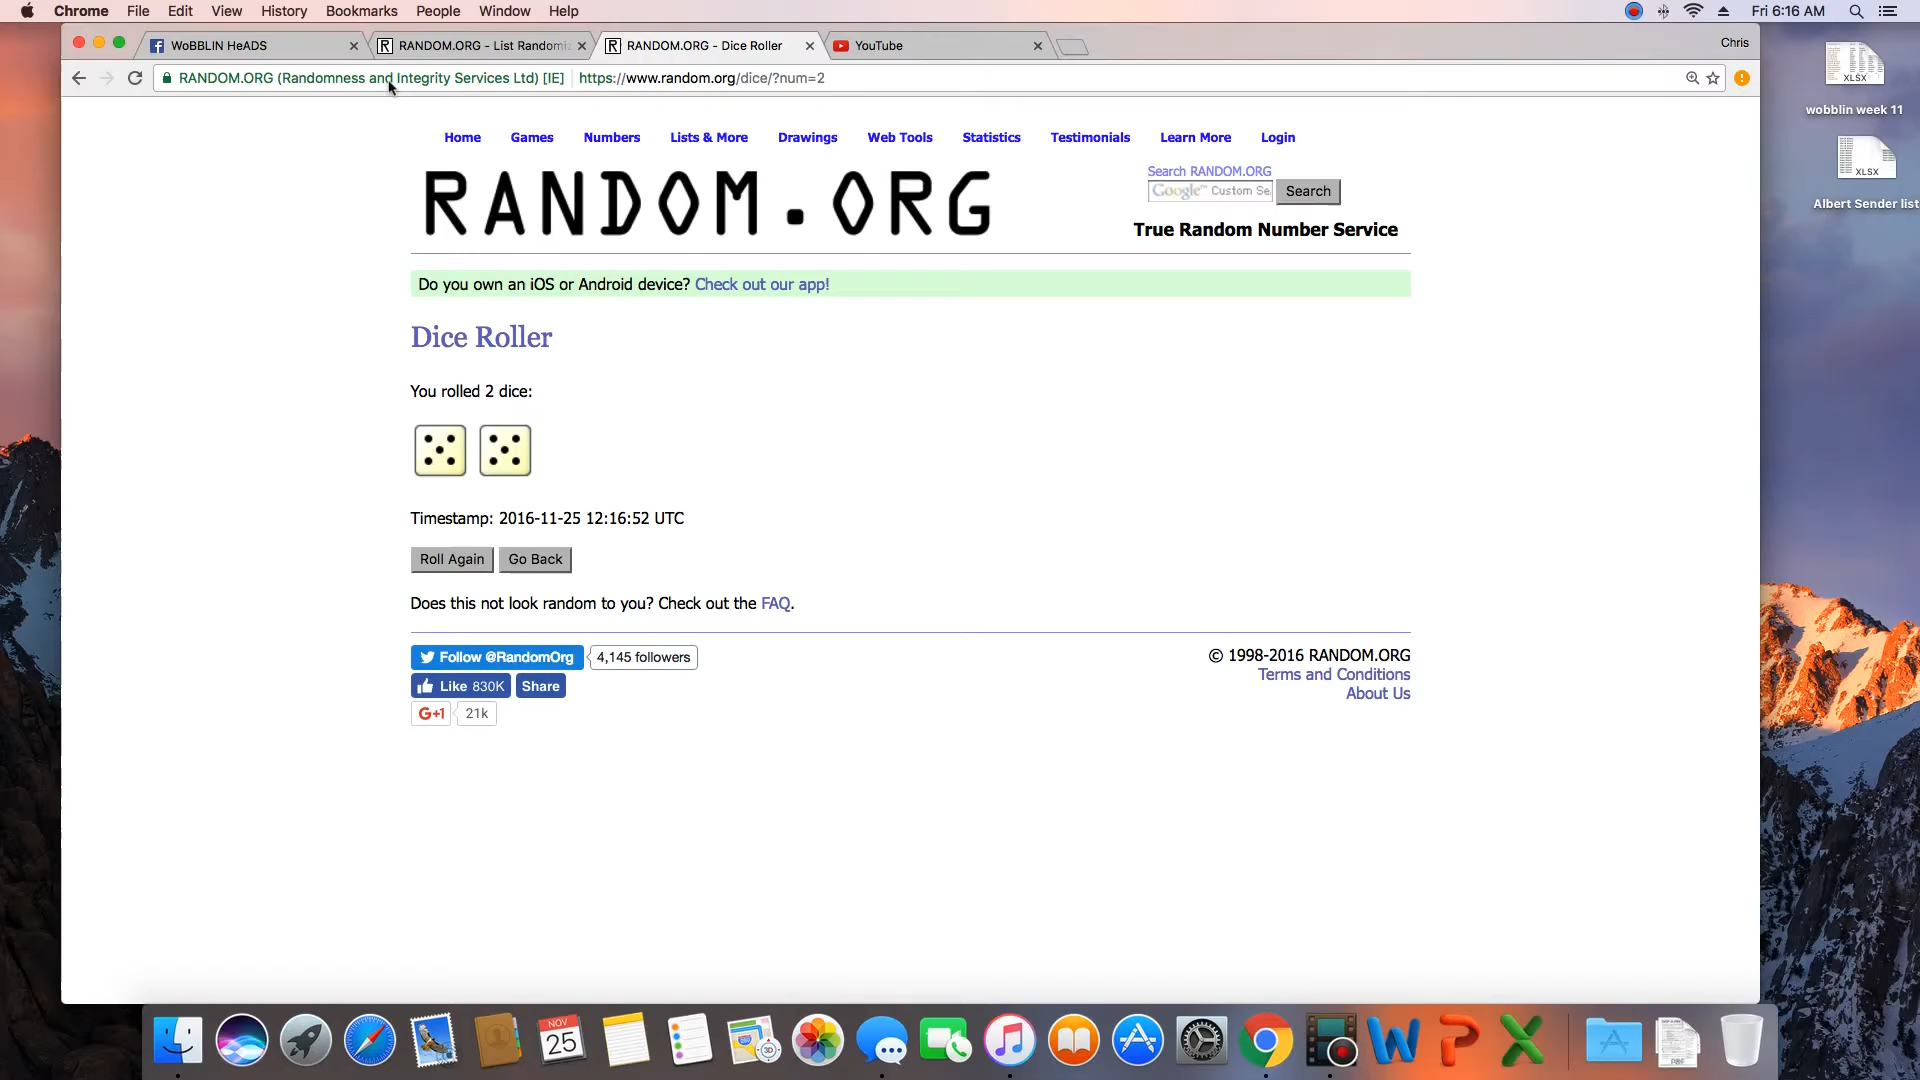 Chrome File Edit View History Bookmarks People Window Help Fri 6:16 AM
WoBBLIN HeADS RANDOM.ORG - List Randomiz RANDOM.ORG - Dice Roller YouTube Chris
RANDOM.ORG (Randomness and Integrity Services Ltd) [IE] https://www.random.org/dice/?num=2
XLSX
wobblin week 11
XLSX
Albert Sender list
Home Games Numbers Lists & More Drawings Web Tools Statistics Testimonials Learn More Login
RANDOM.ORG
Search RANDOM.ORG
Google™ Custom Se Search
True Random Number Service
Do you own an iOS or Android device? Check out our app!
Dice Roller
You rolled 2 dice:
Timestamp: 2016-11-25 12:16:52 UTC
Roll Again Go Back
Does this not look random to you? Check out the FAQ.
Follow @RandomOrg 4,145 followers
Like 830K Share
G+1 21k
© 1998-2016 RANDOM.ORG
Terms and Conditions
About Us
NOV
25
3D
W P X